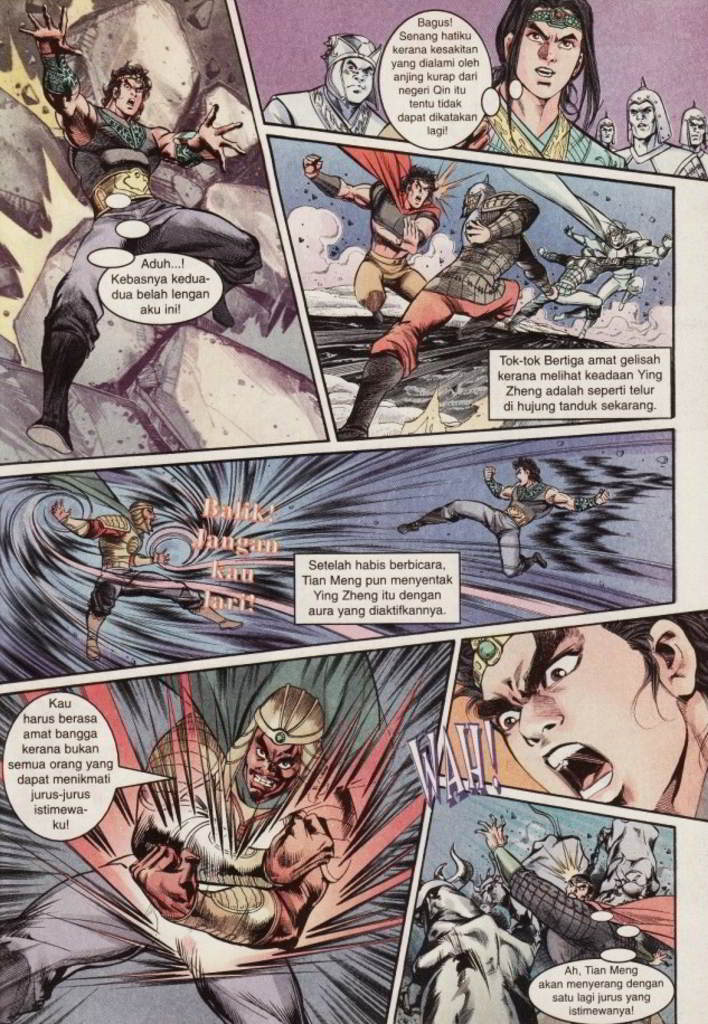 Aduh...!
Kebasnya kedua-
dua belah lengan
aku ini!
Bagus!
Senang hatiku
kerana kesakitan
yang dialami oleh
anjing kurap dari
negeri Qin itu
tentu tidak
dapat dikatakan
lagi!
Tok-tok Bertiga amat gelisah
kerana melihat keadaan Ying
Zheng adalah seperti telur
di hujung tanduk sekarang.
Balik!
Jangan
kau
lari!
Setelah habis berbicara,
Tian Meng pun menyentak
Ying Zheng itu dengan
aura yang diaktifkannya.
Kau
harus berasa
amat bangga
kerana bukan
semua orang yang
dapat menikmati
jurus-jurus
istimewa-
ku!
WAH!
Ah, Tian Meng
akan menyerang dengan
satu lagi jurus yang
istimewanya!